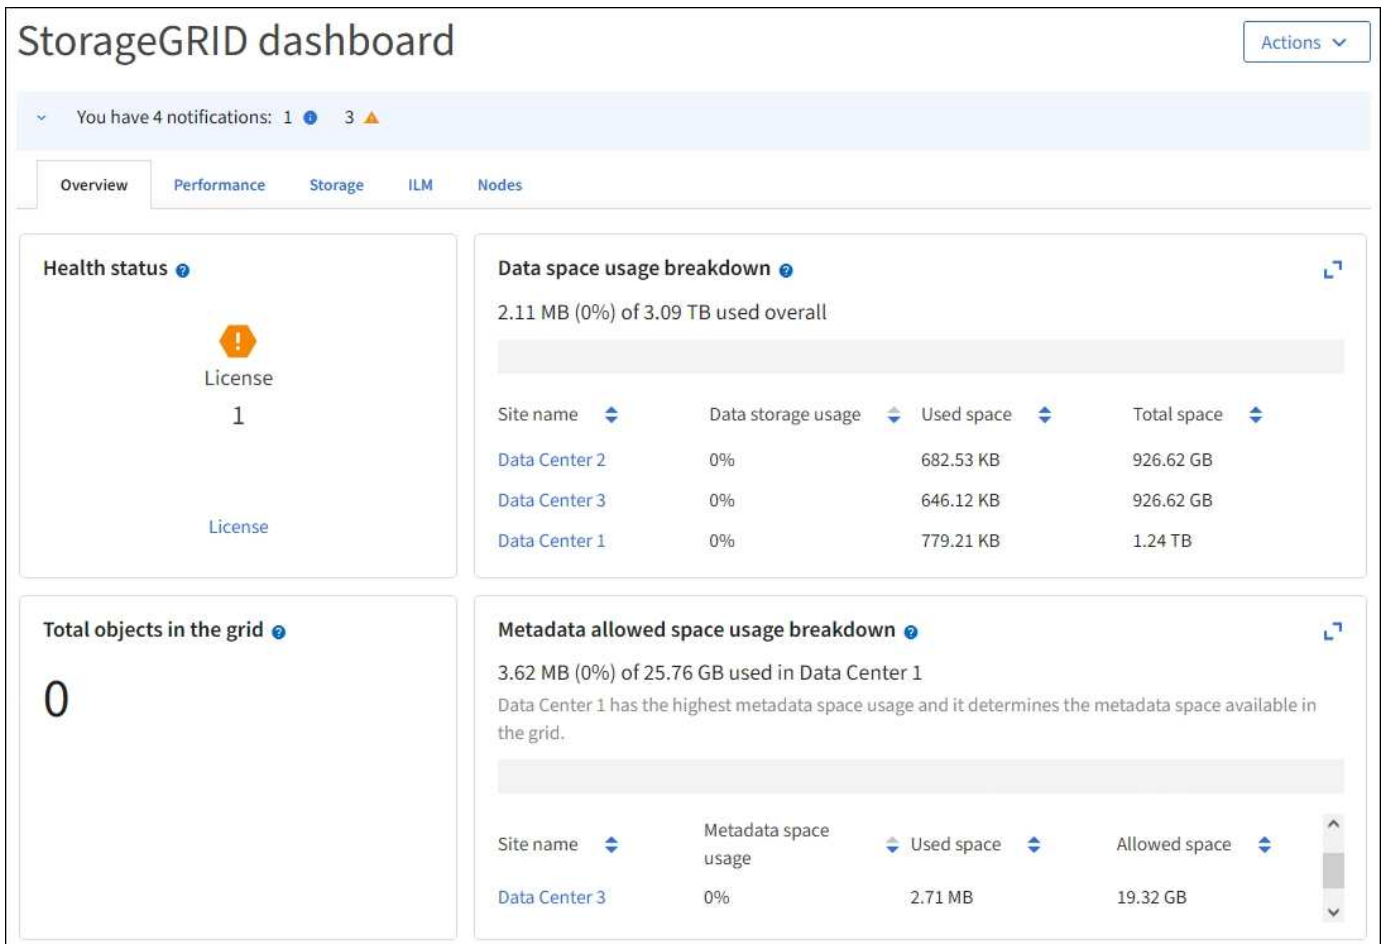 StorageGRID dashboard
Actions
You have 4 notifications: 1 3
Overview Performance Storage ILM Nodes
Health status
License
1
License
Data space usage breakdown
2.11 MB (0%) of 3.09 TB used overall
Site name Data storage usage Used space Total space
Data Center 2 0% 682.53 KB 926.62 GB
Data Center 3 0% 646.12 KB 926.62 GB
Data Center 1 0% 779.21 KB 1.24 TB
Total objects in the grid
0
Metadata allowed space usage breakdown
3.62 MB (0%) of 25.76 GB used in Data Center 1
Data Center 1 has the highest metadata space usage and it determines the metadata space available in
the grid.
Site name Metadata space usage Used space Allowed space
Data Center 3 0% 2.71 MB 19.32 GB